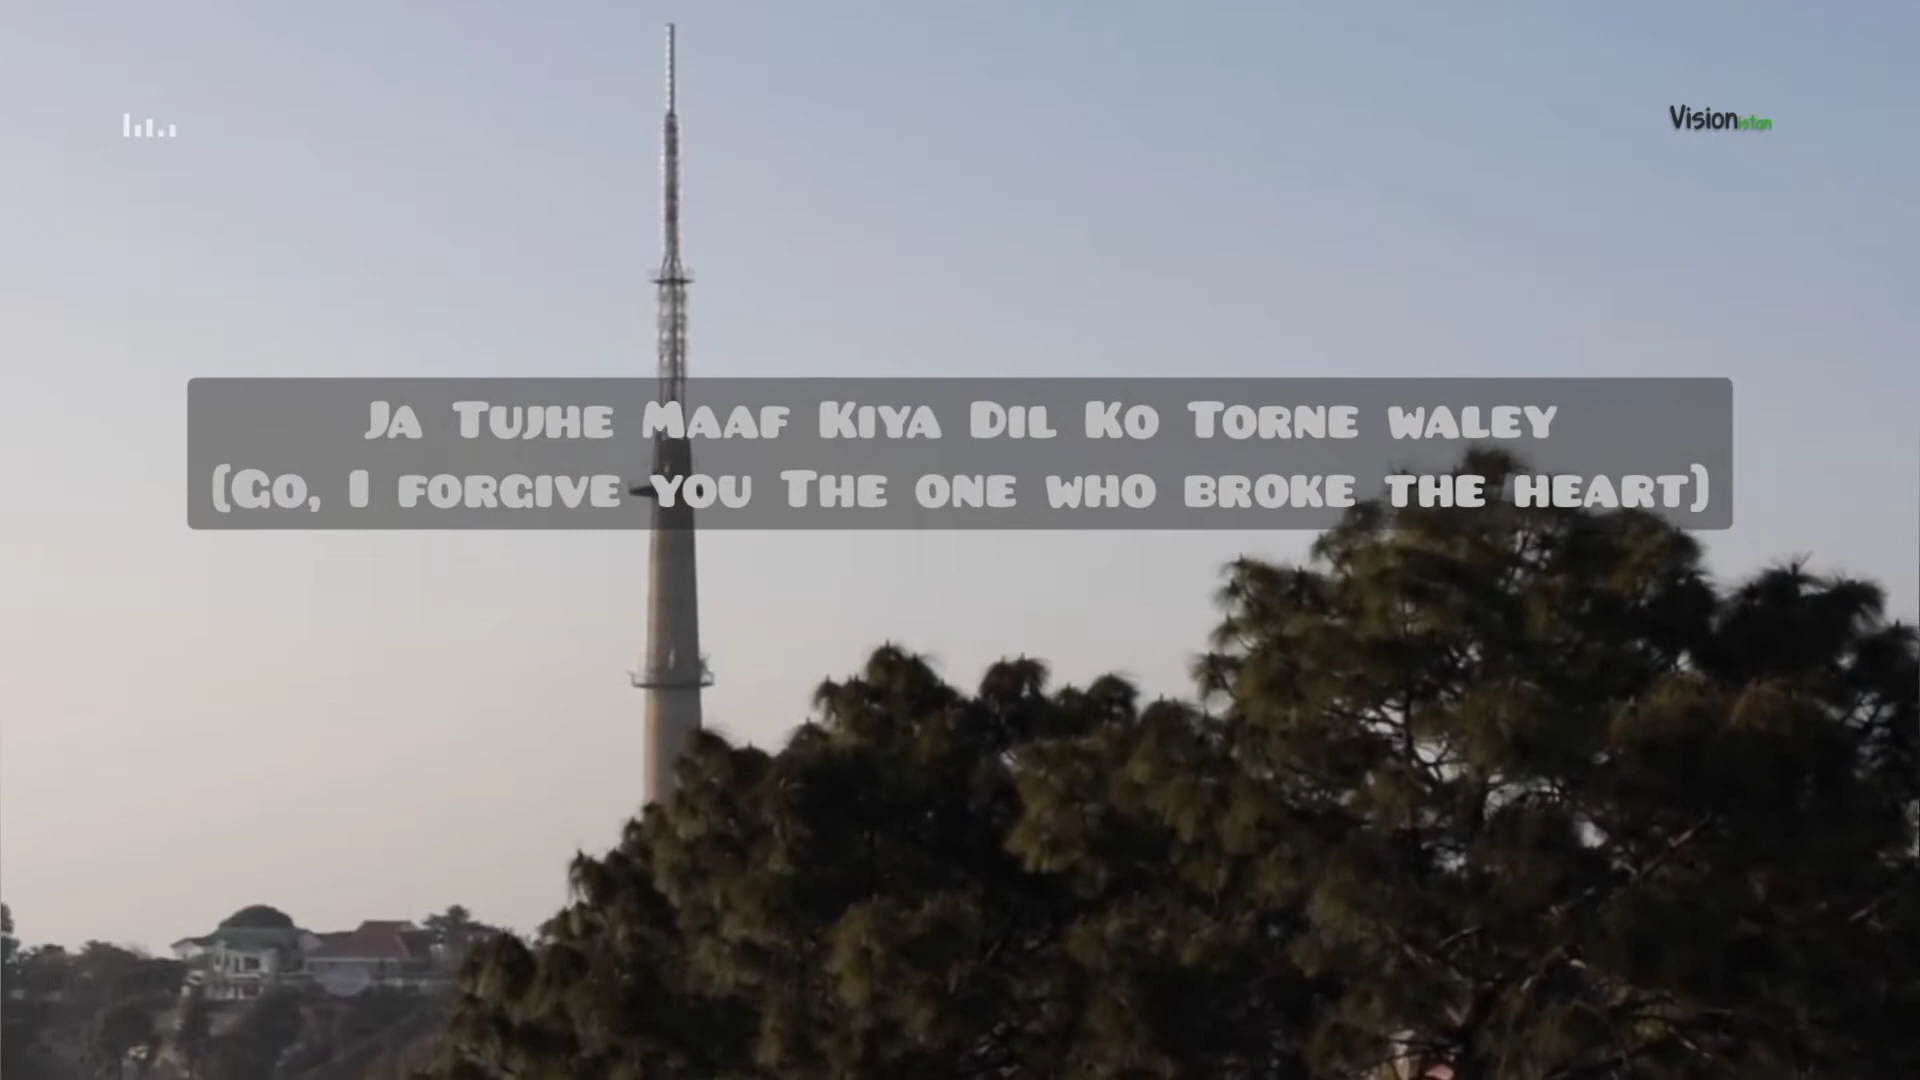 Visionistan
Ja Tujhe Maaf Kiya Dil Ko Torne waley
(Go, I forgive you The one who broke the heart)